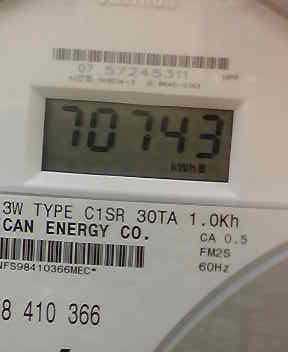 07 57245311
70743
kWh
3W TYPE C1SR 30TA 1.0Kh
CAN ENERGY CO.
CA 0.5
NFS98410366MEC*
FM2S
60Hz
8 410 366